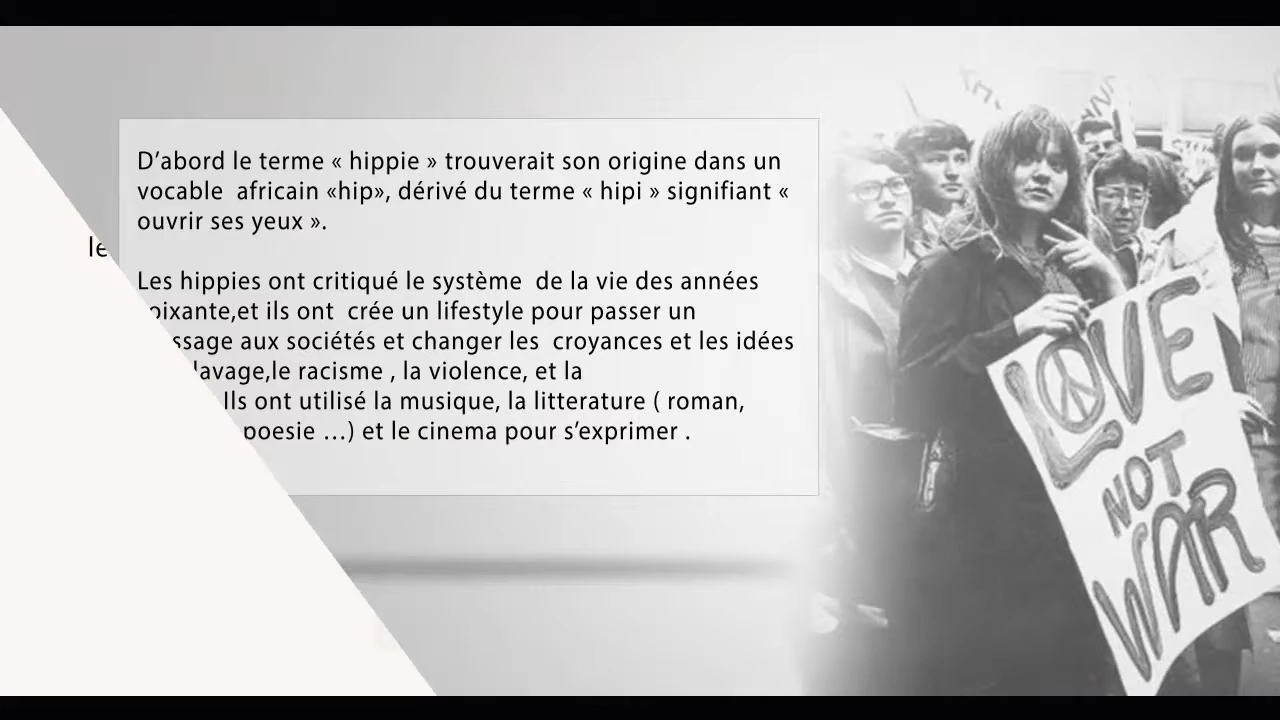 D’abord le terme « hippie » trouverait son origine dans un
vocable africain «hip», dérivé du terme « hipi » signifiant «
ouvrir ses yeux ».
le
Les hippies ont critiqué le système de la vie des années
oixante,et ils ont crée un lifestyle pour passer un
ssage aux sociétés et changer les croyances et les idées
lavage,le racisme , la violence, et la
Ils ont utilisé la musique, la litterature ( roman,
poesie …) et le cinema pour s’exprimer .
LOVE
NOT
WAR